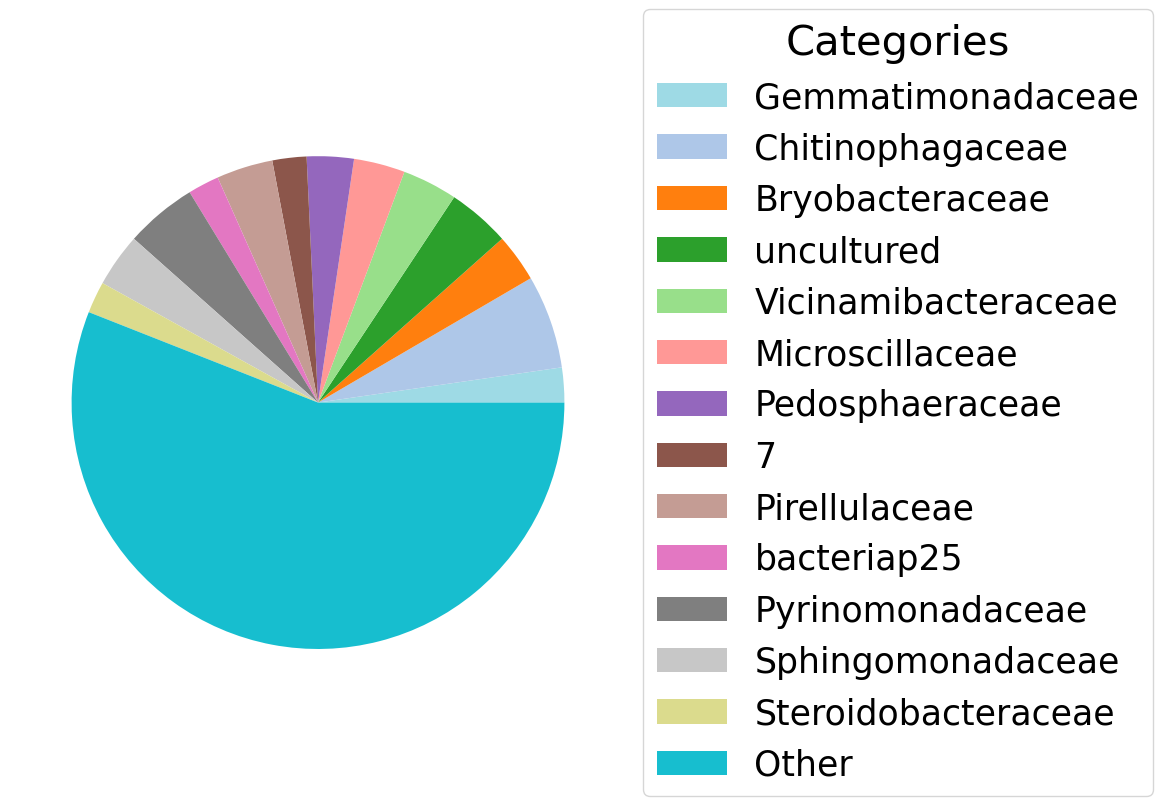 Categories
Gemmatimonadaceae
Chitinophagaceae
Bryobacteraceae
uncultured
Vicinamibacteraceae
Microscillaceae
Pedosphaeraceae
7
Pirellulaceae
bacteriap25
Pyrinomonadaceae
Sphingomonadaceae
Steroidobacteraceae
Other